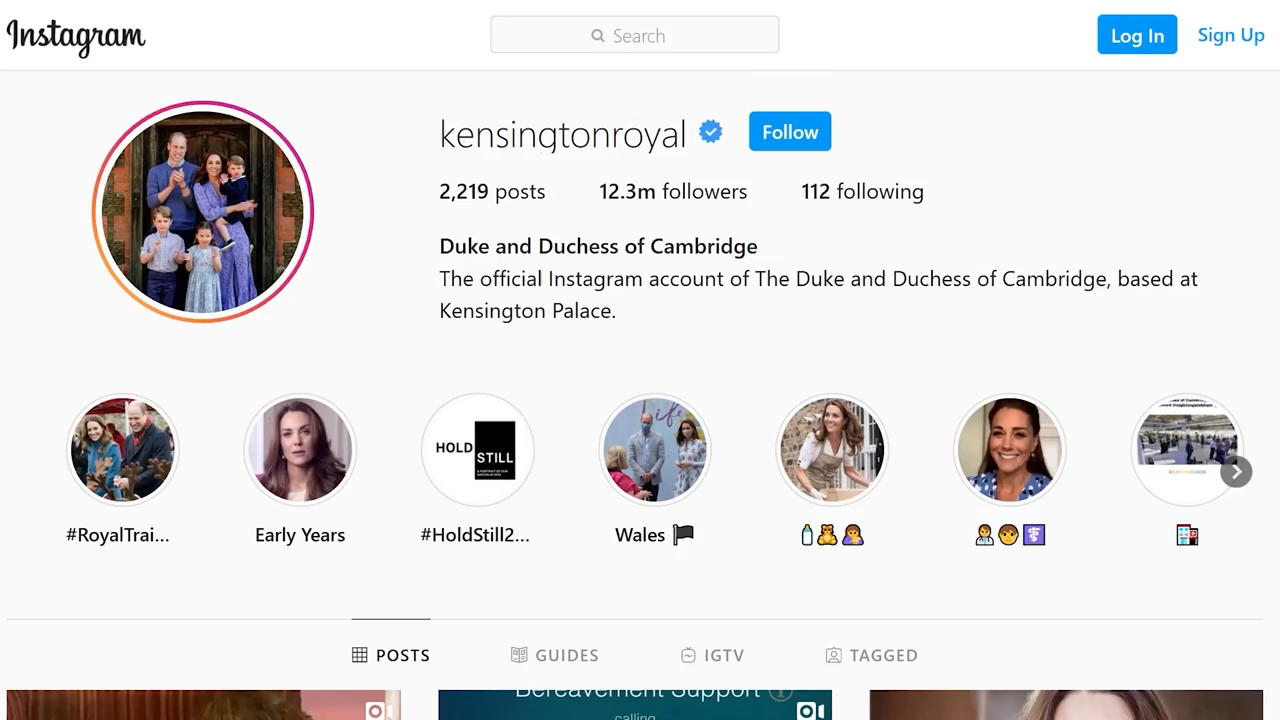 Instagram
Search
Log In
Sign Up
kensingtonroyal
Follow
2,219 posts
12.3m followers
112 following
Duke and Duchess of Cambridge
The official Instagram account of The Duke and Duchess of Cambridge, based at
Kensington Palace.
HOLD
STILL
#RoyalTrai...
Early Years
#HoldStill2...
Wales
POSTS
GUIDES
IGTV
TAGGED
Bereavement Support
calling